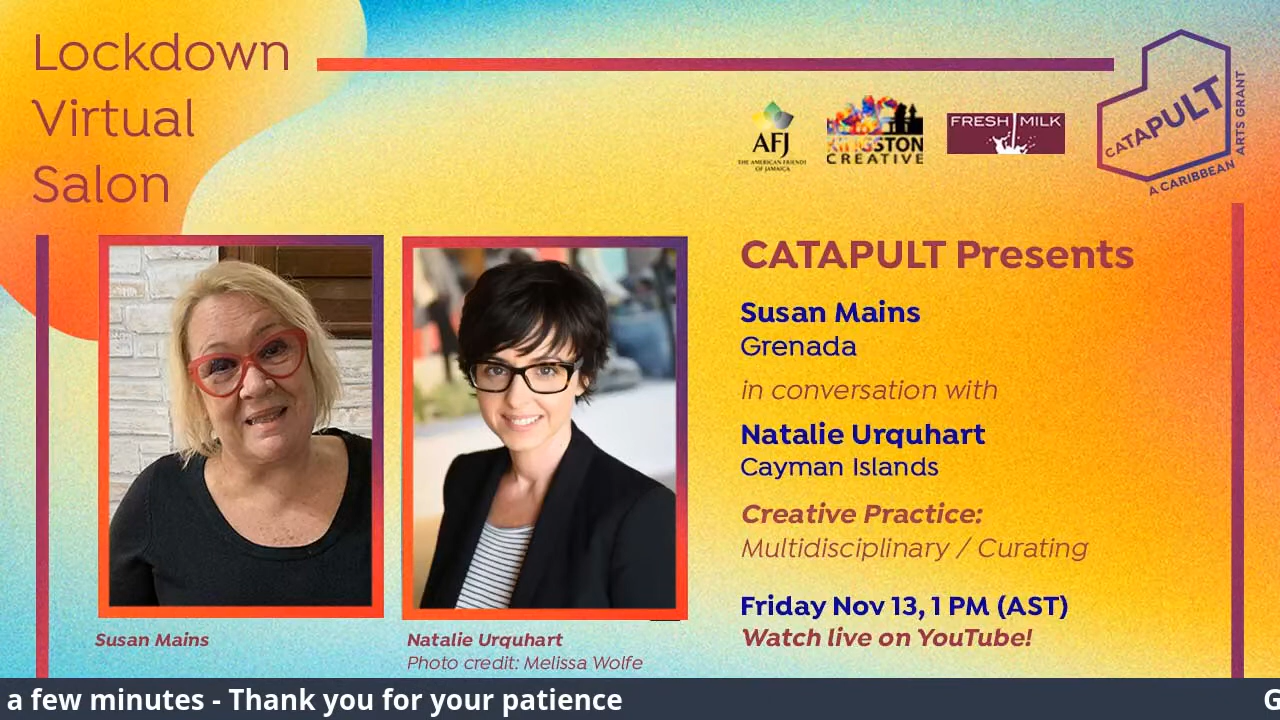 Lockdown
Virtual
Salon
AFJ
THE AMERICAN FRIENDS
OF JAMAICA
KINGSTON
CREATIVE
FRESH MILK
CATAPULT
A CARIBBEAN
ARTS GRANT
CATAPULT Presents
Susan Mains
Grenada
in conversation with
Natalie Urquhart
Cayman Islands
Creative Practice:
Multidisciplinary / Curating
Friday Nov 13, 1 PM (AST)
Watch live on YouTube!
Susan Mains
Natalie Urquhart
Photo credit: Melissa Wolfe
a few minutes - Thank you for your patience
G